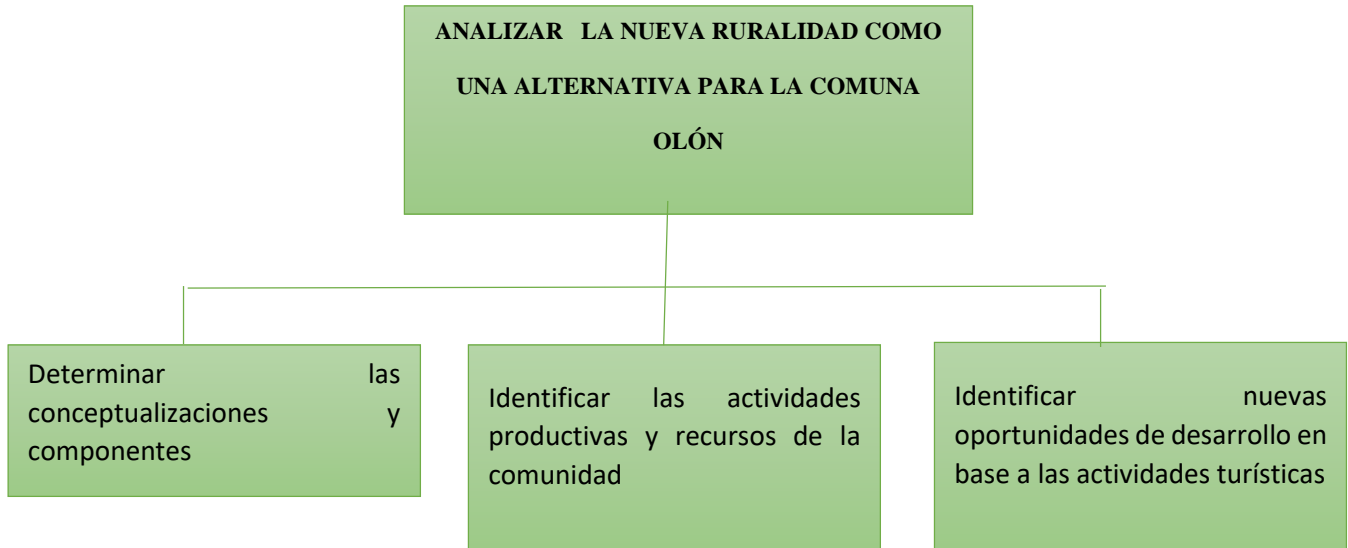 ANALIZAR LA NUEVA RURALIDAD COMO
UNA ALTERNATIVA PARA LA COMUNA
OLÓN
Determinar las
conceptualizaciones y
componentes
Identificar las actividades
productivas y recursos de la
comunidad
Identificar nuevas
oportunidades de desarrollo en
base a las actividades turísticas